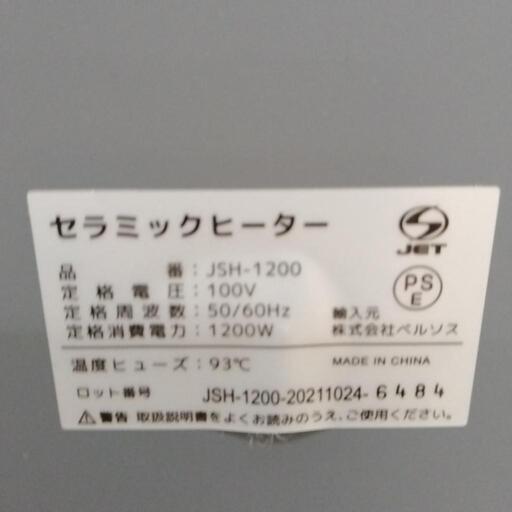 セラミックヒーター
JET
品番:JSH-1200
定格電圧:100V
PSE
定格周波数:50/60Hz
輸入元
定格消費電力:1200W
株式会社ベルソス
温度ヒューズ:93℃
MADE IN CHINA
ロット番号 JSH-1200-20211024-6484
警告 取扱説明書をよくお読みのうえ、ご使用ください。